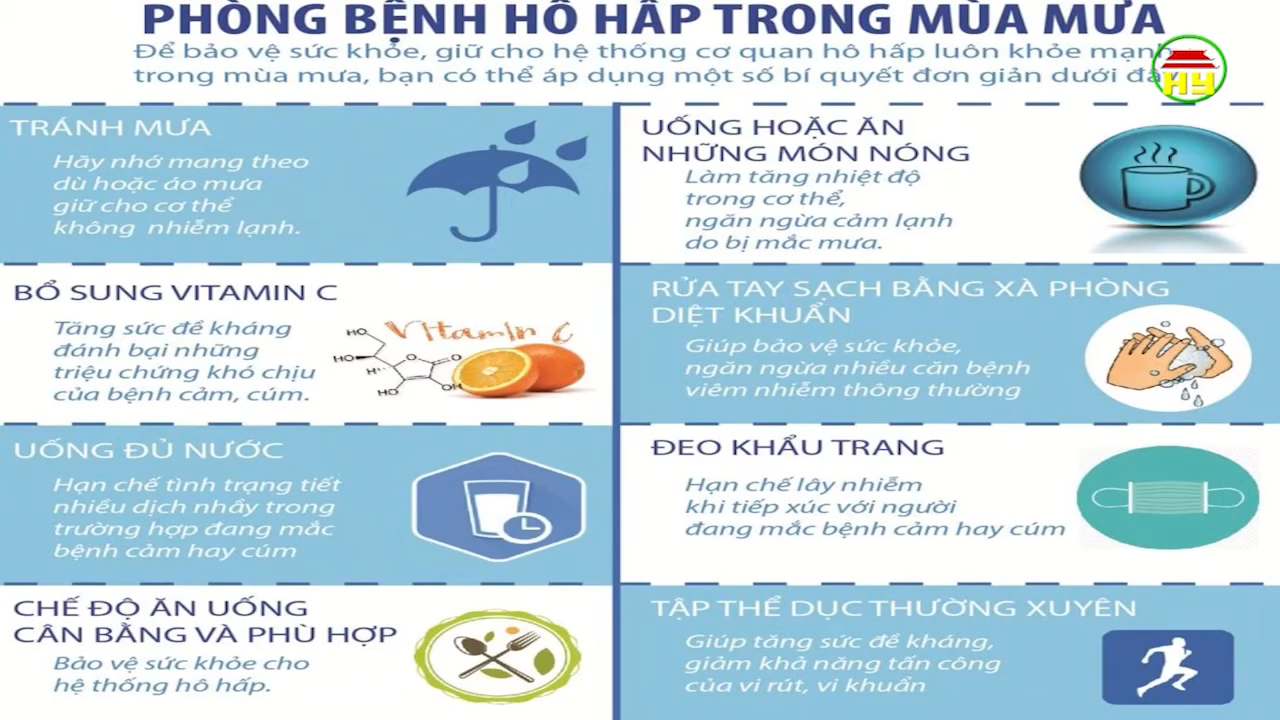 PHÒNG BỆNH HÔ HẤP TRONG MÙA MƯA
Để bảo vệ sức khỏe, giữ cho hệ thống cơ quan hô hấp luôn khỏe mạnh
trong mùa mưa, bạn có thể áp dụng một số bí quyết đơn giản dưới đây
HY
TRÁNH MƯA
Hãy nhớ mang theo
dù hoặc áo mưa
giữ cho cơ thể
không nhiễm lạnh.
UỐNG HOẶC ĂN
NHỮNG MÓN NÓNG
Làm tăng nhiệt độ
trong cơ thể,
ngăn ngừa cảm lạnh
do bị mắc mưa.
BỔ SUNG VITAMIN C
Tăng sức đề kháng
đánh bại những
triệu chứng khó chịu
của bệnh cảm, cúm.
Vitamin C
HO
HO
O
O
H
HO
OH
RỬA TAY SẠCH BẰNG XÀ PHÒNG
DIỆT KHUẨN
Giúp bảo vệ sức khỏe,
ngăn ngừa nhiều căn bệnh
viêm nhiễm thông thường
UỐNG ĐỦ NƯỚC
Hạn chế tình trạng tiết
nhiều dịch nhầy trong
trường hợp đang mắc
bệnh cảm hay cúm
ĐEO KHẨU TRANG
Hạn chế lây nhiễm
khi tiếp xúc với người
đang mắc bệnh cảm hay cúm
CHẾ ĐỘ ĂN UỐNG
CÂN BẰNG VÀ PHÙ HỢP
Bảo vệ sức khỏe cho
hệ thống hô hấp.
TẬP THỂ DỤC THƯỜNG XUYÊN
Giúp tăng sức đề kháng,
giảm khả năng tấn công
của vi rút, vi khuẩn